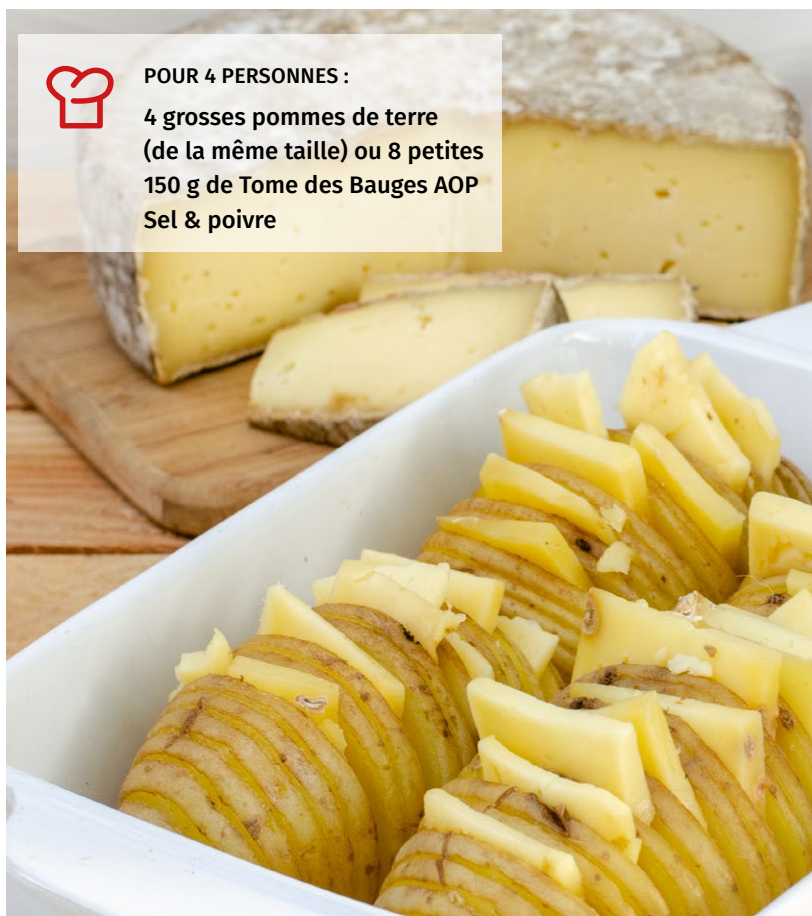 POUR 4 PERSONNES :
4 grosses pommes de terre
(de la même taille) ou 8 petites
150 g de Tome des Bauges AOP
Sel & poivre